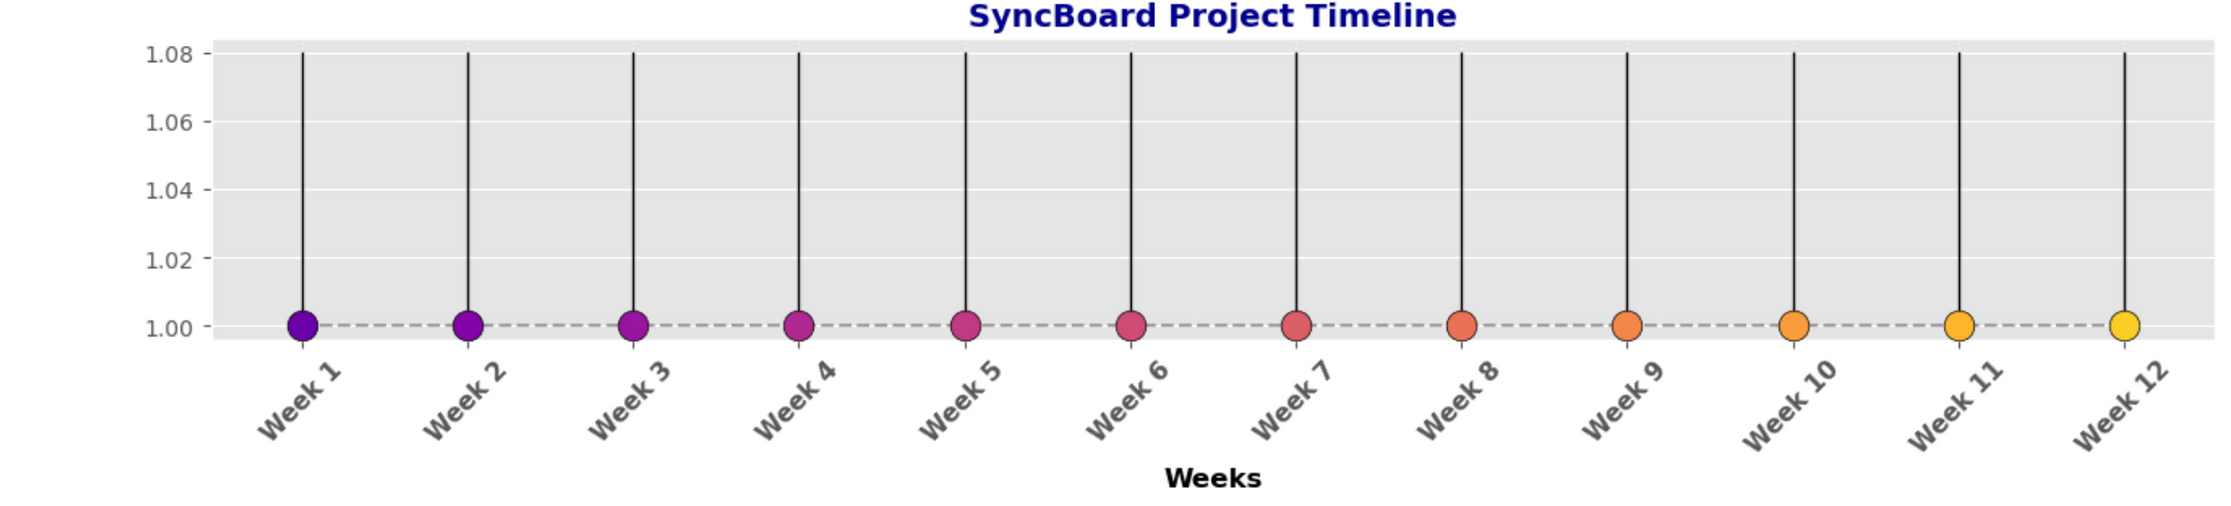 SyncBoard Project Timeline
1.08
1.06
1.04
1.02
1.00
Week 1
Week 2
Week 3
Week 4
Week 5
Week 6
Week 7
Week 8
Week 9
Week 10
Week 11
Week 12
Weeks